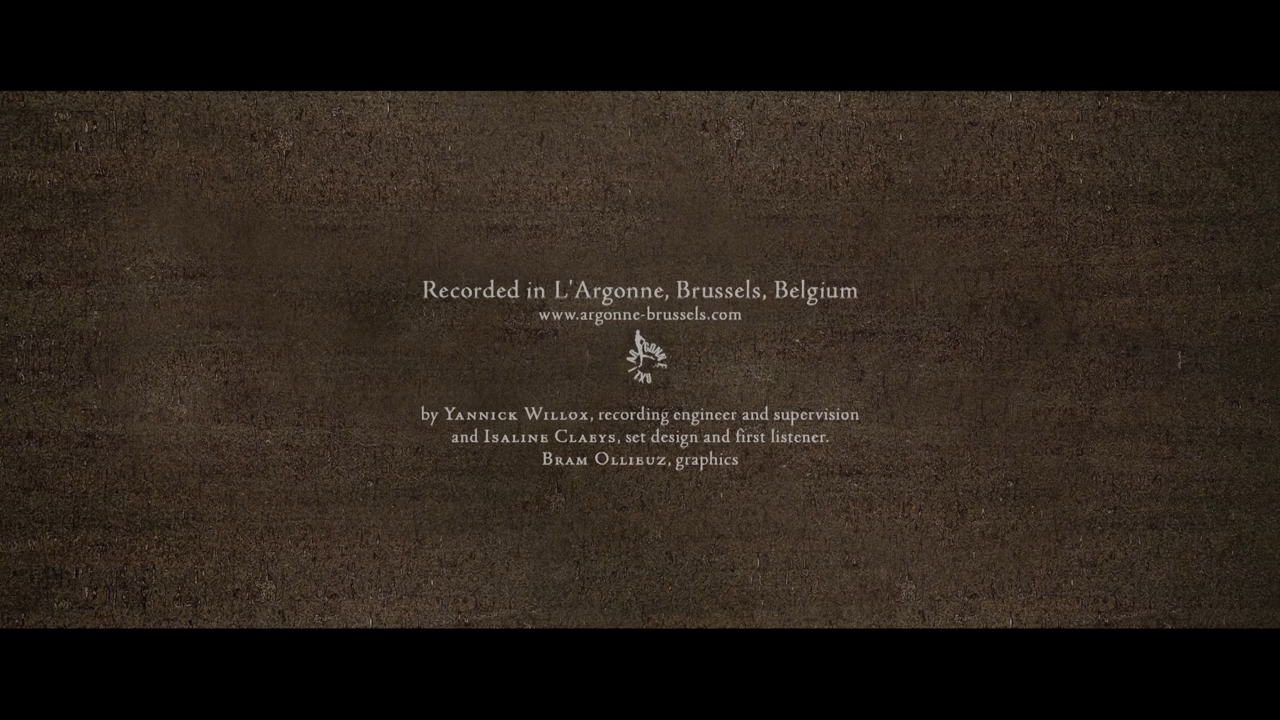 Recorded in L'Argonne, Brussels, Belgium
www.argonne-brussels.com
by Yannick Willox, recording engineer and supervision
and Isaline Claeys, set design and first listener.
Bram Ollieuz, graphics